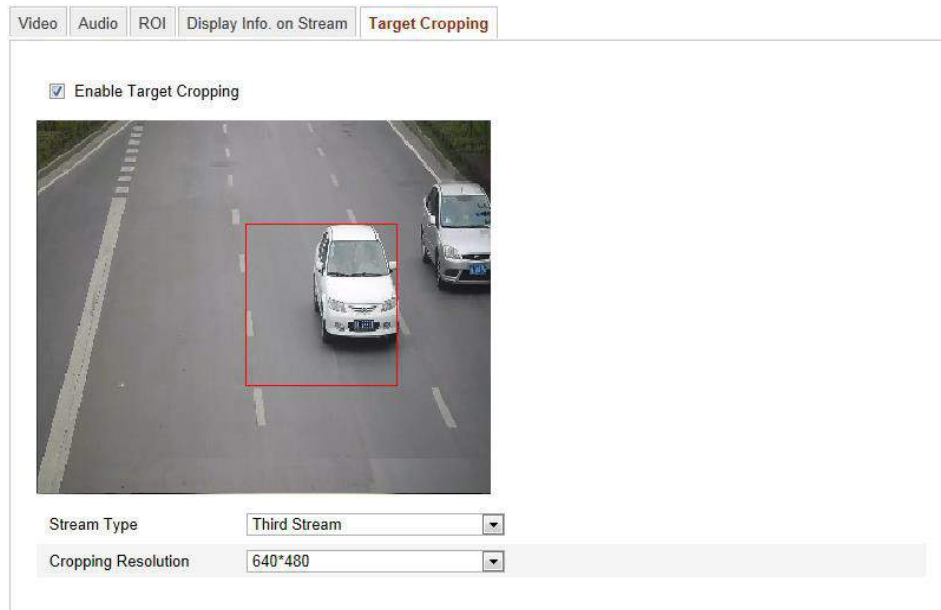 Video Audio ROI Display Info. on Stream Target Cropping
Enable Target Cropping
Stream Type Third Stream
Cropping Resolution 640*480